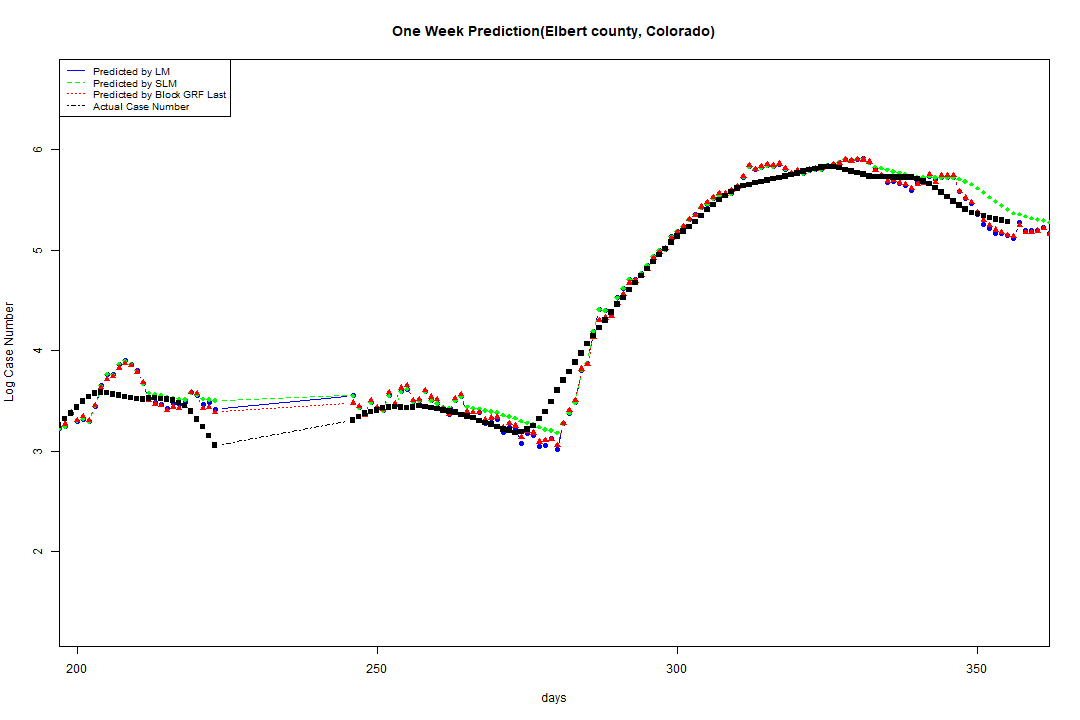 One Week Prediction(Elbert county, Colorado)
Predicted by LM
Predicted by SLM
Predicted by Block GRF Last
Actual Case Number
6
5
4
3
2
Log Case Number
200 250 300 350
days